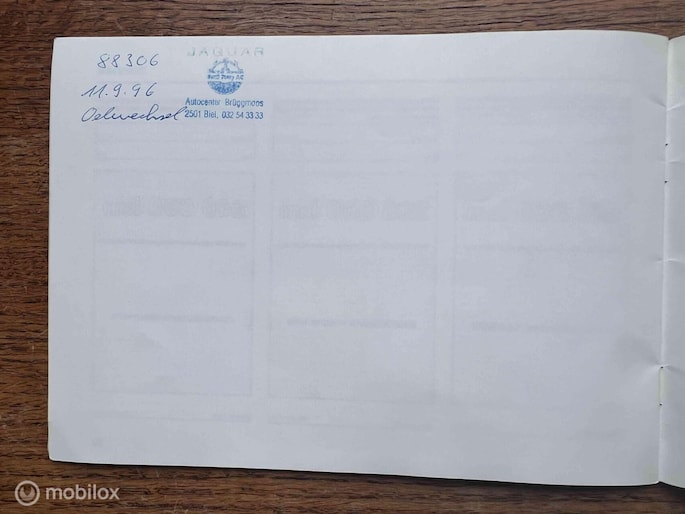 88306
JAGUAR
11.9.96
Oelwechsel
Autocenter Brüggmoos
2501 Biel, 032 54 33 33
mobilox